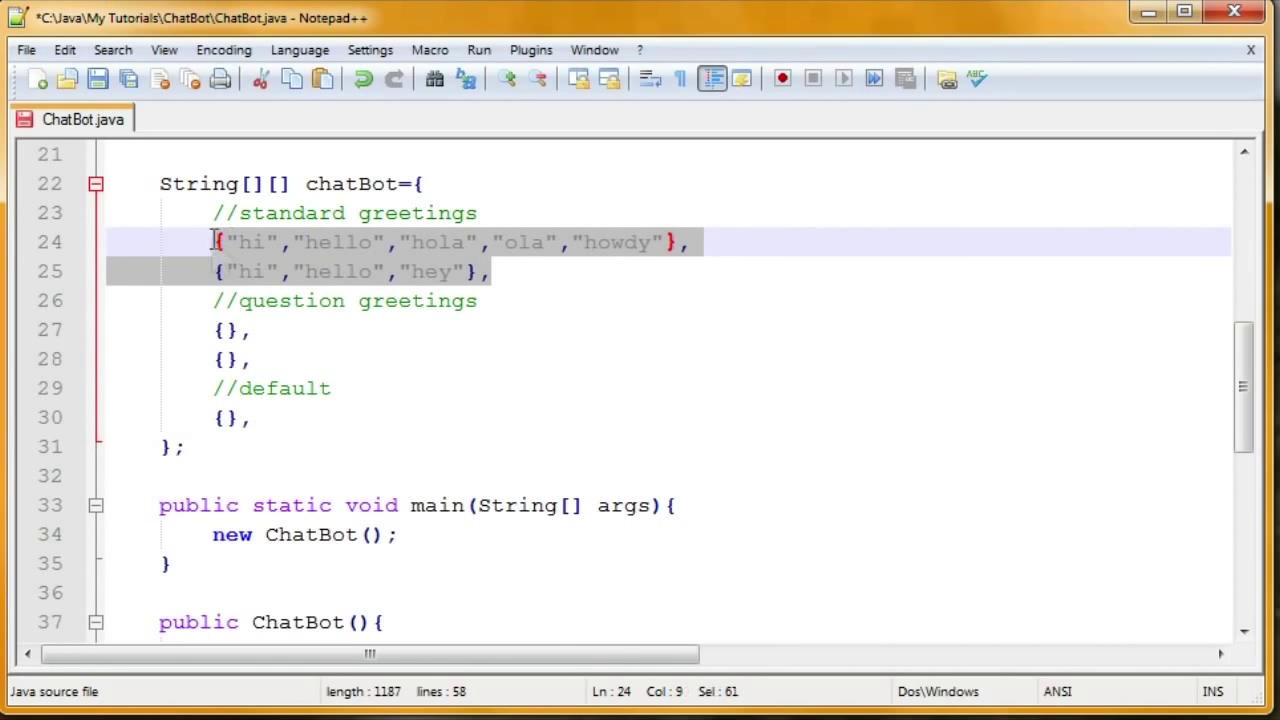 *C:\Java\My Tutorials\ChatBot\ChatBot.java - Notepad++
File Edit Search View Encoding Language Settings Macro Run Plugins Window ? X
ABC
ChatBot.java
21
22 String[][] chatBot={
23 //standard greetings
24 {"hi","hello","hola","ola","howdy"},
25 {"hi","hello","hey"},
26 //question greetings
27 {},
28 {},
29 //default
30 {},
31 };
32
33 public static void main(String[] args){
34 new ChatBot();
35 }
36
37 public ChatBot(){
Java source file length : 1187 lines : 58 Ln : 24 Col : 9 Sel : 61 Dos\Windows ANSI INS